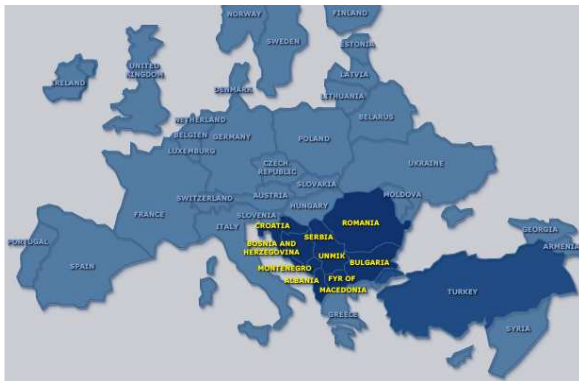 NORWAY
FINLAND
SWEDEN
ESTONIA
LATVIA
LITHUANIA
UNITED
KINGDOM
IRELAND
DENMARK
BELARUS
NETHERLAND
BELGIEN
GERMANY
POLAND
LUXEMBURG
CZECH.
REPUBLIC
UKRAINE
SLOVAKIA
AUSTRIA
MOLDOVA
SWITZERLAND
HUNGARY
FRANCE
SLOVENIA
ITALY
CROATIA
ROMANIA
SERBIA
GEORGIA
PORTUGAL
BOSNIA AND
HERZEGOVINA
ARMENIA
UNMIK
BULGARIA
SPAIN
MONTENEGRO
ALBANIA
FYR OF
MACEDONIA
TURKEY
GREECE
SYRIA